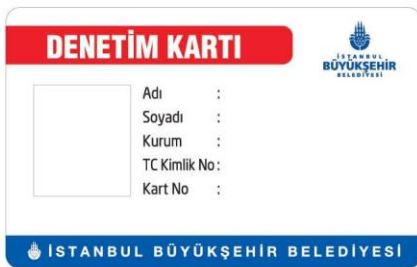 DENETİM KARTI
İSTANBUL
BÜYÜKŞEHİR
BELEDİYESİ
Adı :
Soyadı :
Kurum :
TC Kimlik No :
Kart No :
İSTANBUL BÜYÜKŞEHİR BELEDİYESİ